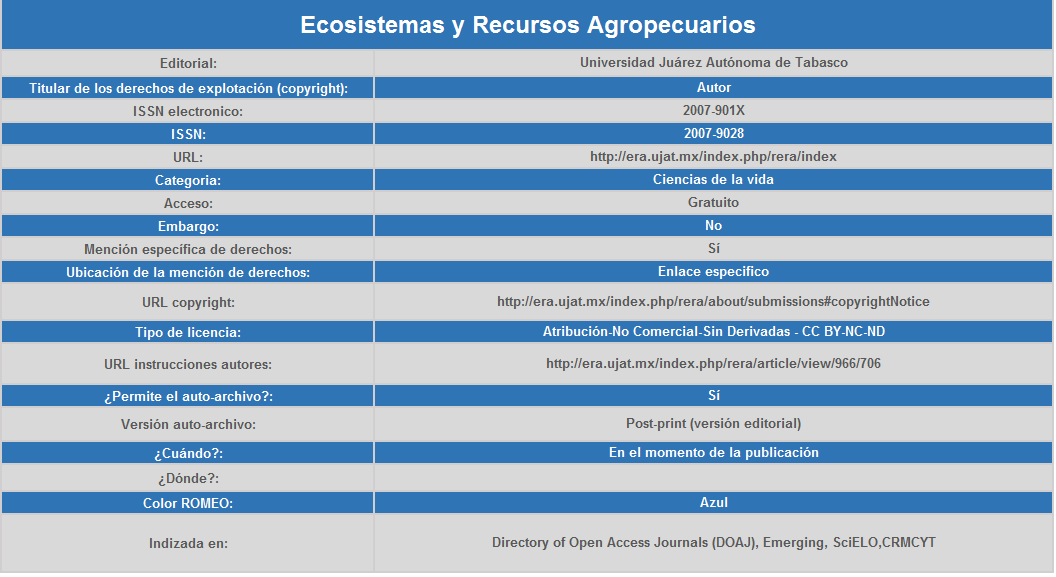 Ecosistemas y Recursos Agropecuarios
Editorial: Universidad Juárez Autónoma de Tabasco
Títular de los derechos de explotación (copyright): Autor
ISSN electronico: 2007-901X
ISSN: 2007-9028
URL: http://era.ujat.mx/index.php/rera/index
Categoria: Ciencias de la vida
Acceso: Gratuito
Embargo: No
Mención específica de derechos: Sí
Ubicación de la mención de derechos: Enlace especifico
URL copyright: http://era.ujat.mx/index.php/rera/about/submissions#copyrightNotice
Tipo de licencia: Atribución-No Comercial-Sin Derivadas - CC BY-NC-ND
URL instrucciones autores: http://era.ujat.mx/index.php/rera/article/view/966/706
¿Permite el auto-archivo?: Sí
Versión auto-archivo: Post-print (versión editorial)
¿Cuándo?: En el momento de la publicación
¿Dónde?:
Color ROMEO: Azul
Indizada en: Directory of Open Access Journals (DOAJ), Emerging, SciELO,CRMCYT